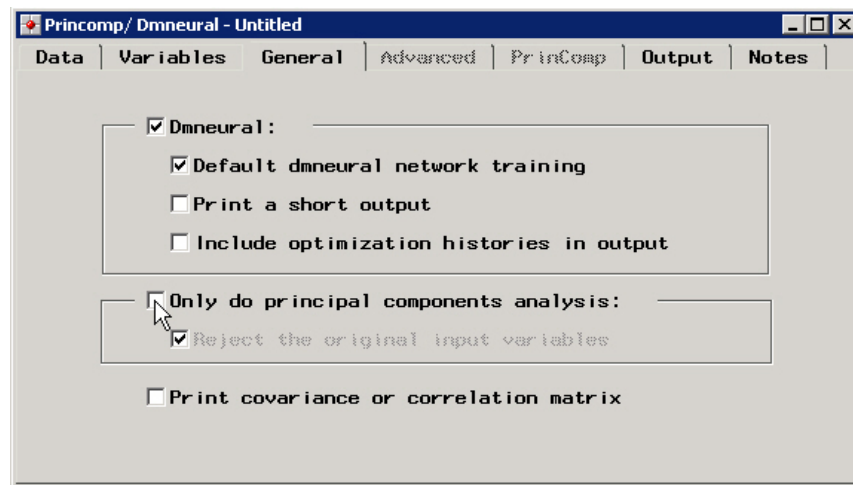 Princomp/ Dmneural - Untitled
Data Variables General Advanced PrinComp Output Notes
Dmneural:
Default dmneural network training
Print a short output
Include optimization histories in output
Only do principal components analysis:
Reject the original input variables
Print covariance or correlation matrix